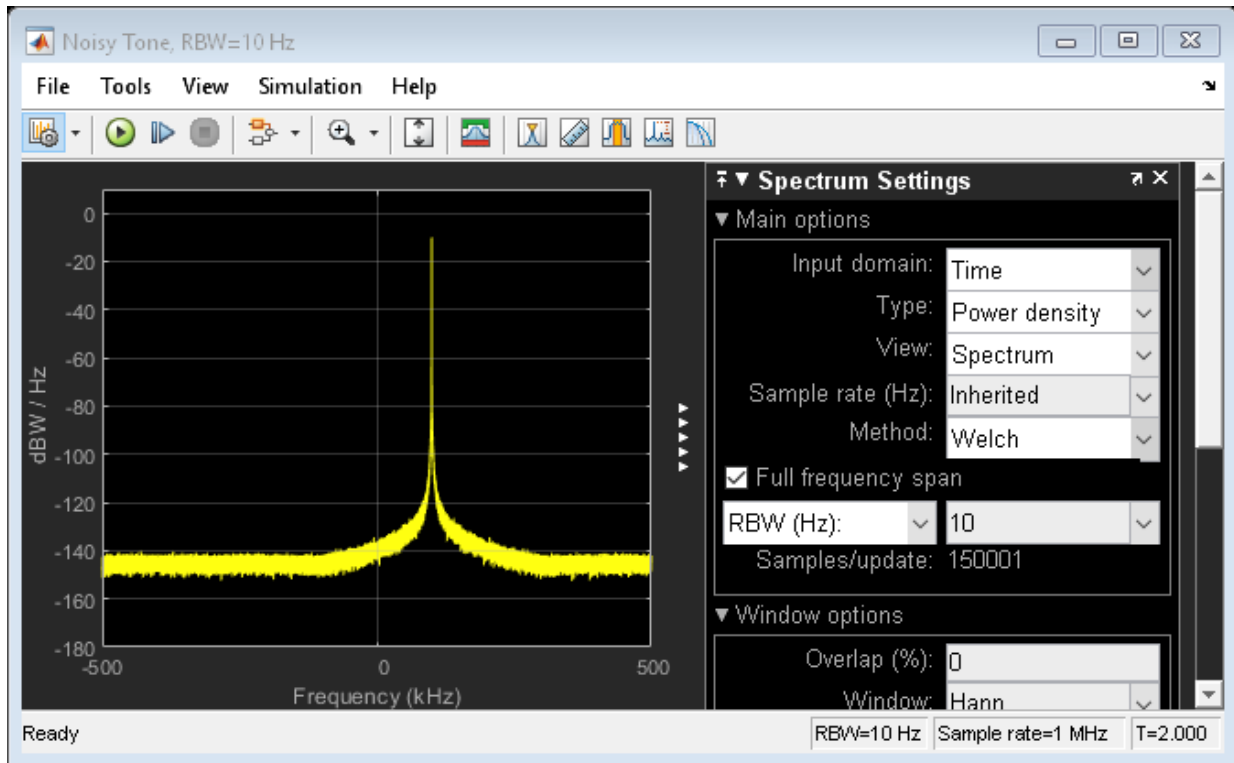 Noisy Tone, RBW=10 Hz
File Tools View Simulation Help
0
-20
-40
-60
-80
-100
-120
-140
-160
-180
dBW / Hz
-500 0 500
Frequency (kHz)
Spectrum Settings
Main options
Input domain: Time
Type: Power density
View: Spectrum
Sample rate (Hz): Inherited
Method: Welch
Full frequency span
RBW (Hz): 10
Samples/update: 150001
Window options
Overlap (%): 0
Window: Hann
Ready RBW=10 Hz Sample rate=1 MHz T=2.000